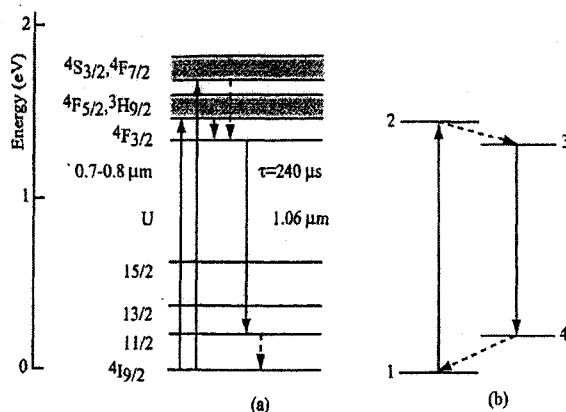 Energy (eV)
2
1
0
4S3/2,4F7/2
4F5/2,3H9/2
4F3/2
0.7-0.8 μm
τ=240 μs
U
1.06 μm
15/2
13/2
11/2
4I9/2
(a)
2
3
4
1
(b)